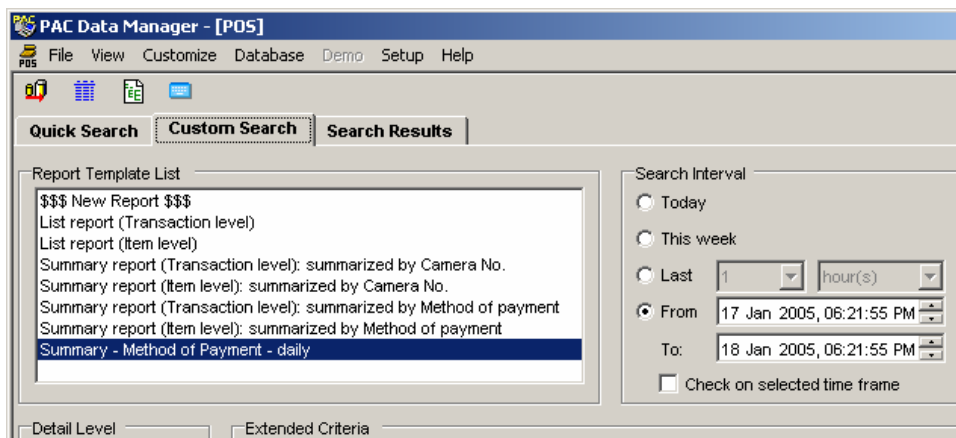 PAC Data Manager - [POS]
File View Customize Database Demo Setup Help
Quick Search Custom Search Search Results
Report Template List
$$$ New Report $$$
List report (Transaction level)
List report (Item level)
Summary report (Transaction level): summarized by Camera No.
Summary report (Item level): summarized by Camera No.
Summary report (Transaction level): summarized by Method of payment
Summary report (Item level): summarized by Method of payment
Summary - Method of Payment - daily
Search Interval
Today
This week
Last 1 hour(s)
From 17 Jan 2005, 06:21:55 PM
To: 18 Jan 2005, 06:21:55 PM
Check on selected time frame
Detail Level
Extended Criteria